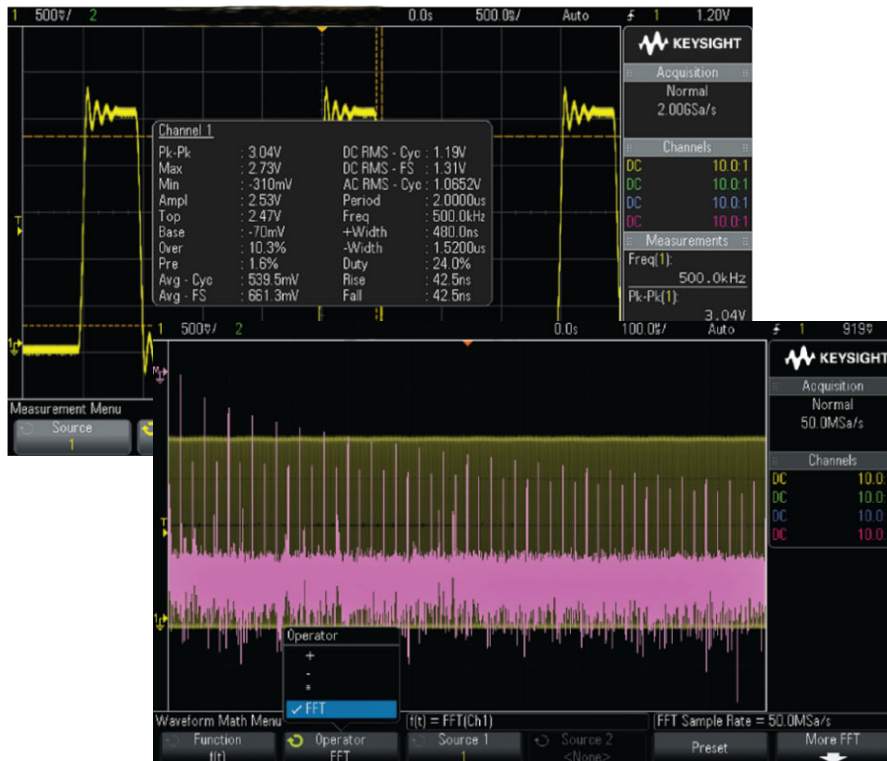 1 500▽/ 2 0.0s 500.0▽/ Auto 1 1.20V
KEYSIGHT
Acquisition
Normal
2.00GSa/s
Channels
DC 10.0:1
DC 10.0:1
DC 10.0:1
DC 10.0:1
Measurements
Freq(1):
500.0kHz
Pk-Pk(1):
3.04V
Channel 1
Pk-Pk : 3.04V DC RMS - Cyc : 1.19V
Max : 2.73V DC RMS - FS : 1.31V
Min : -310mV AC RMS - Cyc : 1.0652V
Ampl : 2.53V Period : 2.0000us
Top : 2.47V Freq : 500.0kHz
Base : -70mV +Width : 480.0ns
Over : 10.3% -Width : 1.5200us
Pre : 1.6% Duty : 24.0%
Avg - Cyc : 539.5mV Rise : 42.5ns
Avg - FS : 661.3mV Fall : 42.5ns
T
1
Measurement Menu
Source
1
1 500▽/ 2 0.0s 100.0▽/ Auto 1 919▽
KEYSIGHT
Acquisition
Normal
50.0MSa/s
Channels
DC 10.0:
DC 10.0:
DC 10.0:
DC 10.0:
M
T
1
Operator
+
-
*
✓ FFT
Waveform Math Menu f(t) = FFT(Ch1) FFT Sample Rate = 50.0MSa/s
Function Operator Source 1 Source 2 Preset More FFT
f(t) FFT 1 <None>